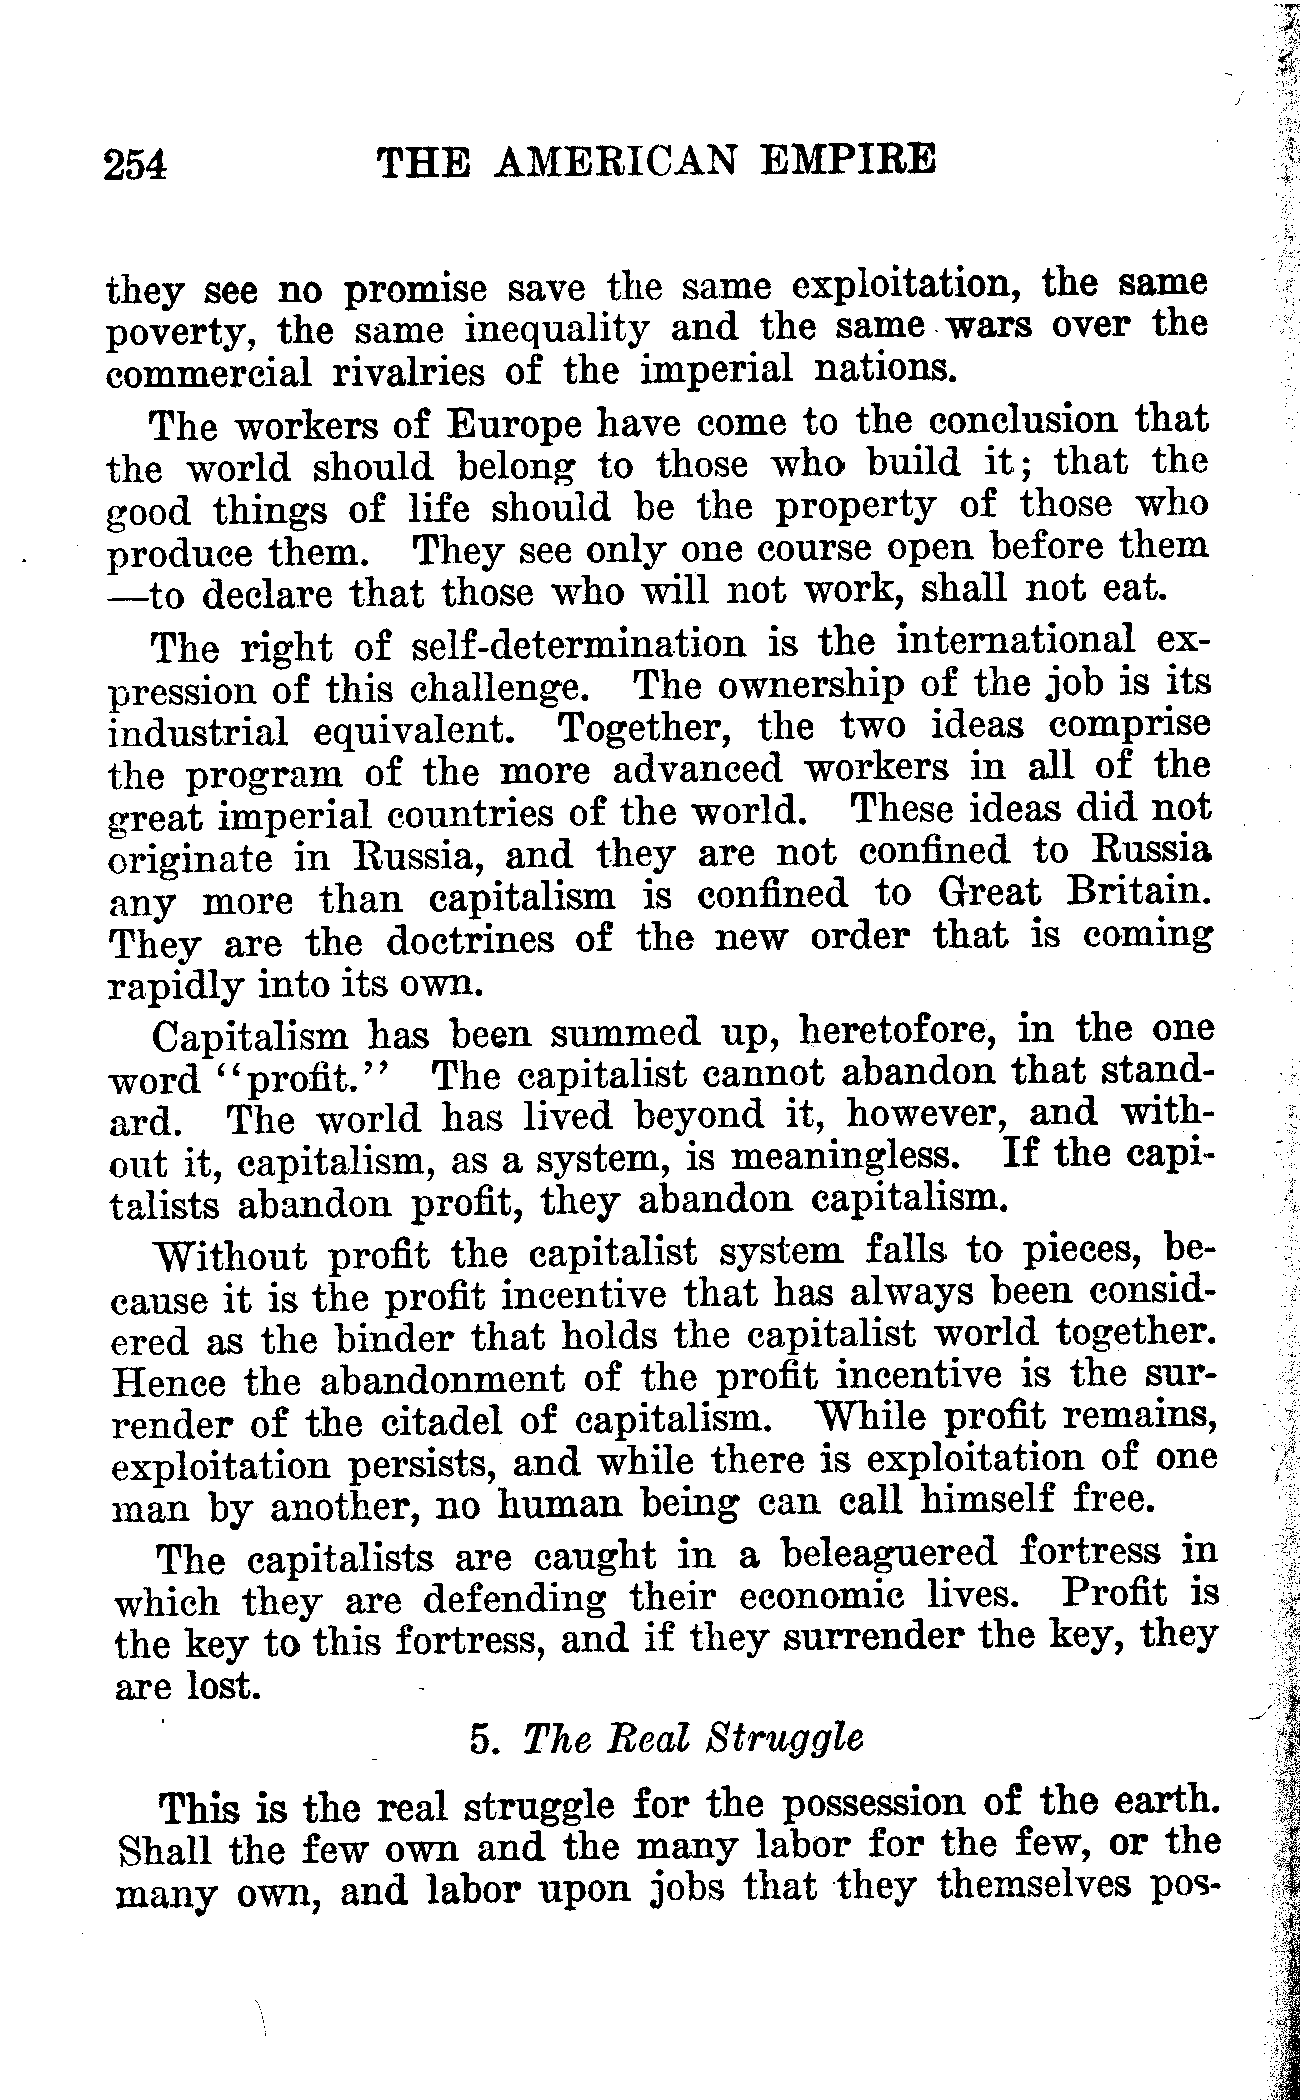 254 THE AMERICAN EMPIRE
they see no promise save the same exploitation, the same
poverty, the same inequality and the same wars over the
commercial rivalries of the imperial nations.
The workers of Europe have come to the conclusion that
the world should belong to those who build it; that the
good things of life should be the property of those who
produce them. They see only one course open before them
—to declare that those who will not work, shall not eat.
The right of self-determination is the international ex-
pression of this challenge. The ownership of the job is its
industrial equivalent. Together, the two ideas comprise
the program of the more advanced workers in all of the
great imperial countries of the world. These ideas did not
originate in Russia, and they are not confined to Russia
any more than capitalism is confined to Great Britain.
They are the doctrines of the new order that is coming
rapidly into its own.
Capitalism has been summed up, heretofore, in the one
word "profit." The capitalist cannot abandon that stand-
ard. The world has lived beyond it, however, and with-
out it, capitalism, as a system, is meaningless. If the capi-
talists abandon profit, they abandon capitalism.
Without profit the capitalist system falls to pieces, be-
cause it is the profit incentive that has always been consid-
ered as the binder that holds the capitalist world together.
Hence the abandonment of the profit incentive is the sur-
render of the citadel of capitalism. While profit remains,
exploitation persists, and while there is exploitation of one
man by another, no human being can call himself free.
The capitalists are caught in a beleaguered fortress in
which they are defending their economic lives. Profit is
the key to this fortress, and if they surrender the key, they
are lost.
5. The Real Struggle
This is the real struggle for the possession of the earth.
Shall the few own and the many labor for the few, or the
many own, and labor upon jobs that they themselves pos-